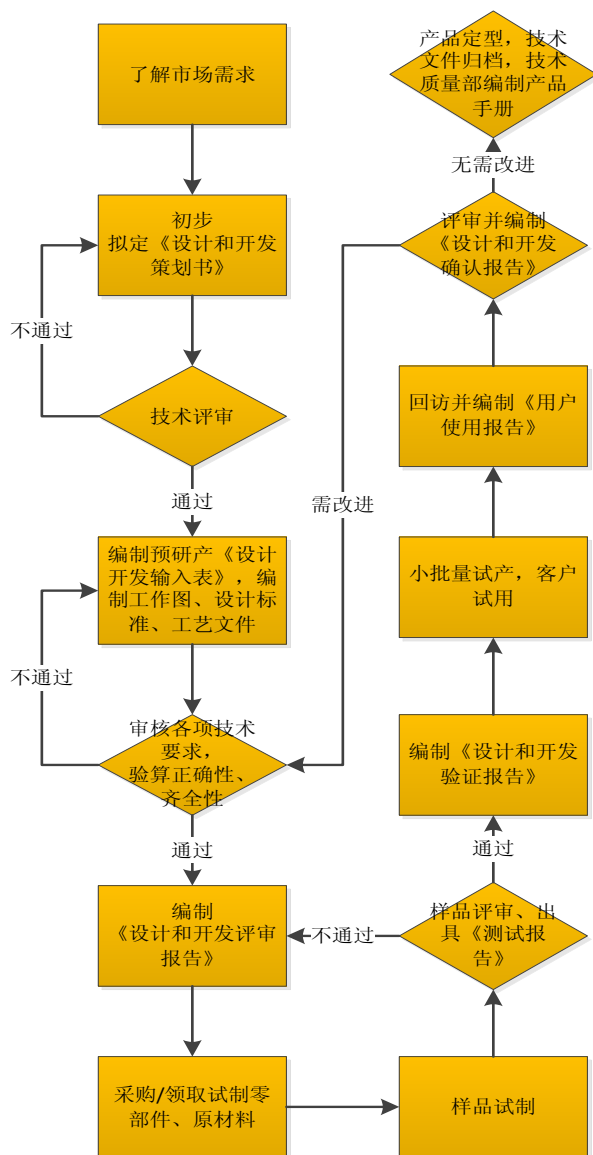 了解市场需求
初步
拟定《设计和开发
策划书》
不通过
技术评审
通过
编制预研产《设计
开发输入表》，编
制工作图、设计标
准、工艺文件
不通过
审核各项技术
要求，
验算正确性、
齐全性
通过
编制
《设计和开发评审
报告》
采购/领取试制零
部件、原材料
样品试制
样品评审、出
具《测试报
告》
不通过
通过
编制《设计和开发
验证报告》
小批量试产，客户
试用
回访并编制《用户
使用报告》
评审并编制
《设计和开发
确认报告》
需改进
无需改进
产品定型，技术
文件归档，技术
质量部编制产品
手册